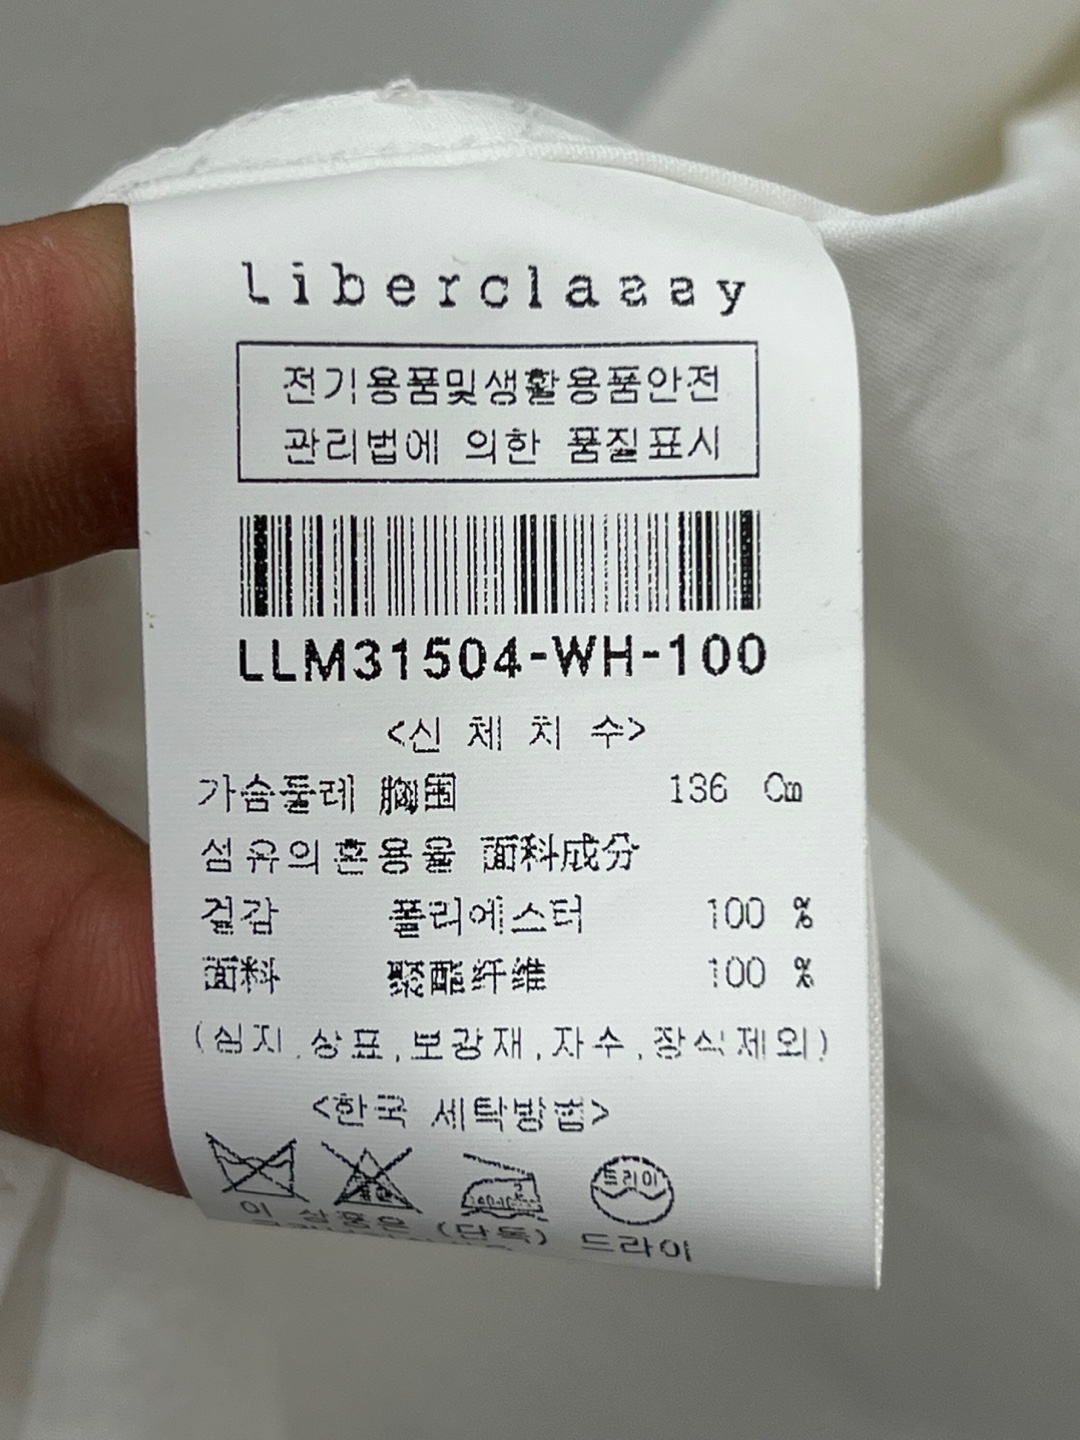 liberclassy
전기용품및생활용품안전
관리법에 의한 품질표시
LLM31504-WH-100
<신 체 치 수>
가슴둘레 胸围 136 Cm
섬유의혼용율 面料成分
겉감 폴리에스터 100 %
面料 聚酯纤维 100 %
(심지,상표,보강재,자수,장식제외)
<한국 세탁방법>
드라이
이 상품은 (단독) 드라이